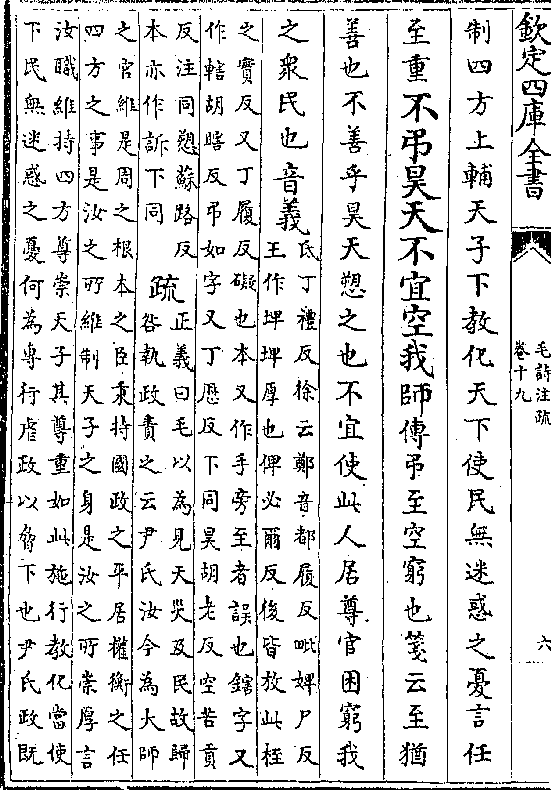 欽定四庫全書
毛詩注疏
卷十九
六
制四方上輔天子下教化天下使民無迷惑之憂言任
至重不弔昊天不宜空我師傳弔至空窮也箋云至猶
善也不善乎昊天愬之也不宜使此人居尊官困窮我
之衆民也音義
氐丁禮反徐云鄭音都履反毗婢尸反
王作埤埤厚也俾必爾反後皆放此桎
之實反又丁履反礙也本又作手旁至者誤也鎋字又
作轄胡瞎反弔如字又丁歷反下同昊胡老反空苦貢
反注同愬蘇路反
本亦作訴下同
疏
正義曰毛以為見天災及民故歸
咎執政責之云尹氏汝今為大師
之官維是周之根本之臣秉持國政之平居權衡之任
四方之事是汝之所維制天子之身是汝之所崇厚言
汝職維持四方尊崇天子其尊重如此施行教化當使
下民無迷惑之憂何為專行虐政以脅下也尹氏政既